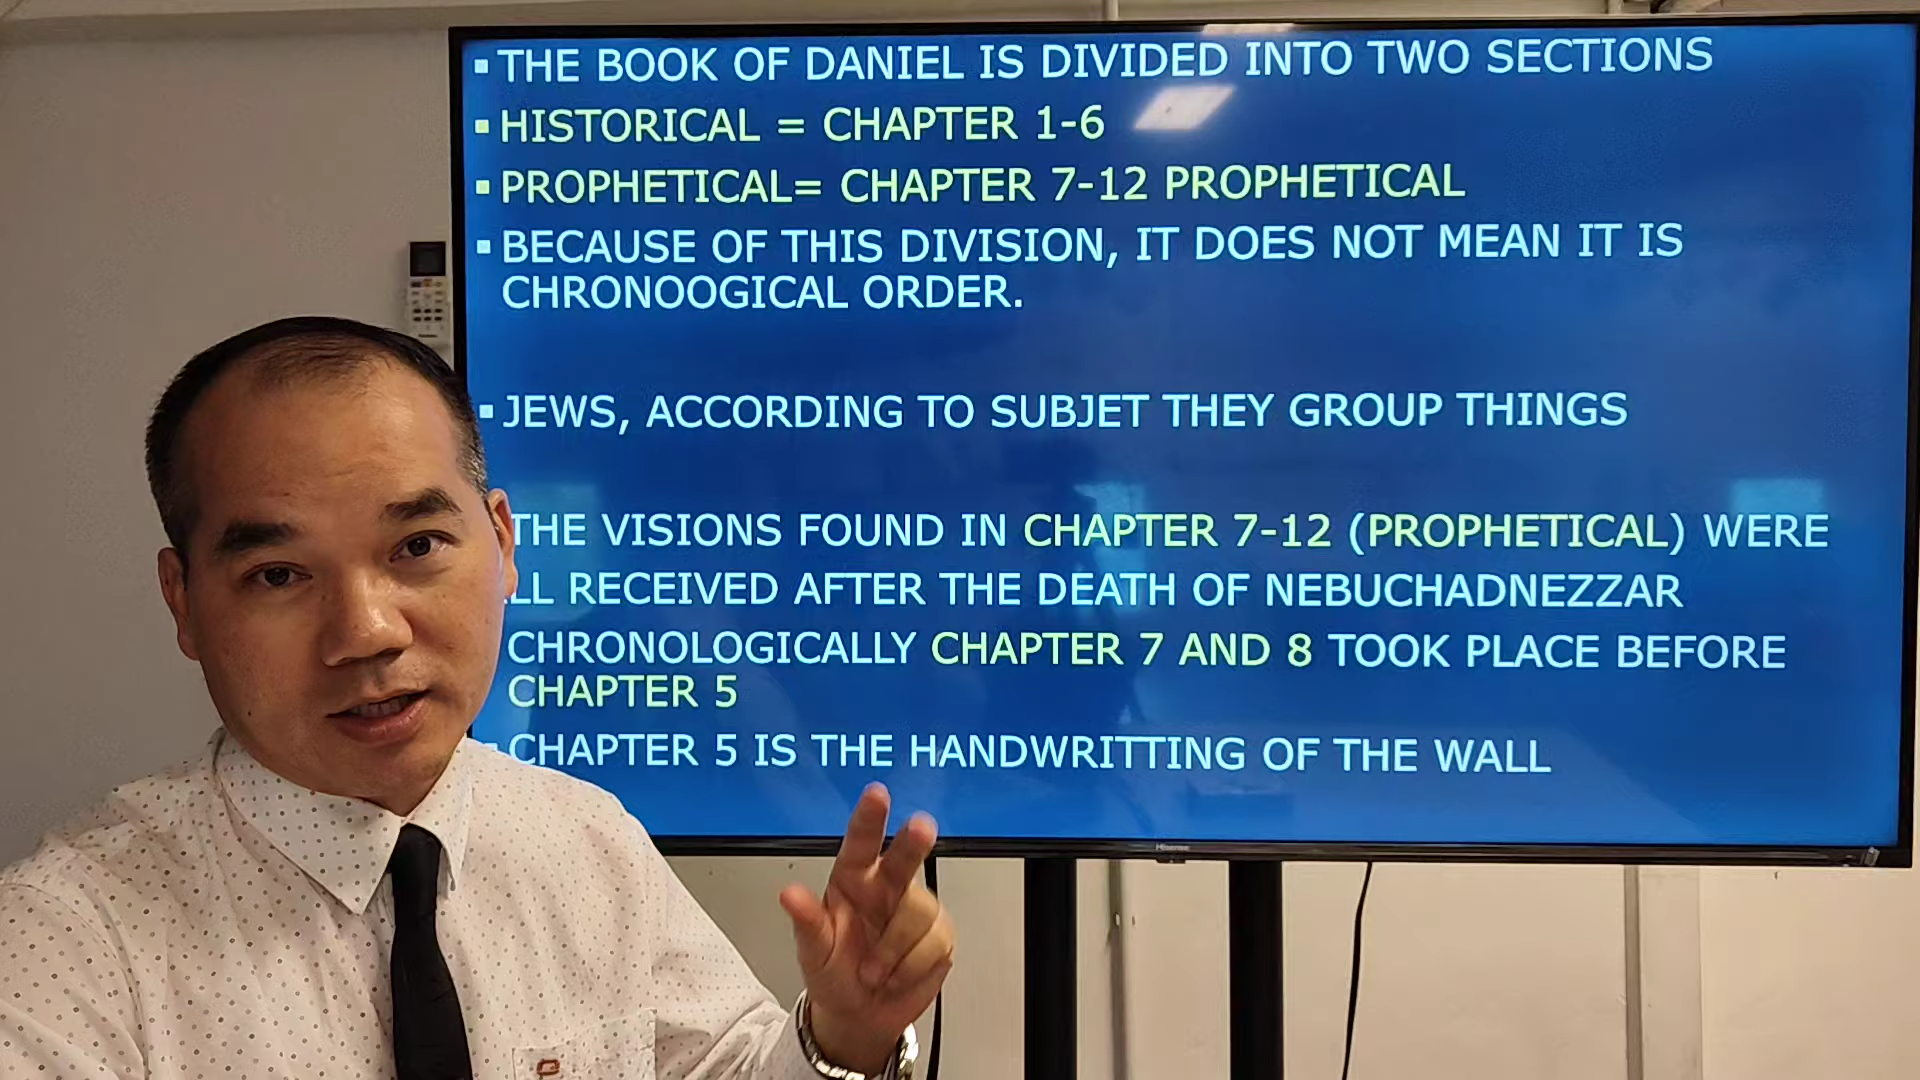 THE BOOK OF DANIEL IS DIVIDED INTO TWO SECTIONS
HISTORICAL = CHAPTER 1-6
PROPHETICAL= CHAPTER 7-12 PROPHETICAL
BECAUSE OF THIS DIVISION, IT DOES NOT MEAN IT IS
CHRONOOGICAL ORDER.
JEWS, ACCORDING TO SUBJET THEY GROUP THINGS
THE VISIONS FOUND IN CHAPTER 7-12 (PROPHETICAL) WERE
LL RECEIVED AFTER THE DEATH OF NEBUCHADNEZZAR
CHRONOLOGICALLY CHAPTER 7 AND 8 TOOK PLACE BEFORE
CHAPTER 5
CHAPTER 5 IS THE HANDWRITTING OF THE WALL
Hisense